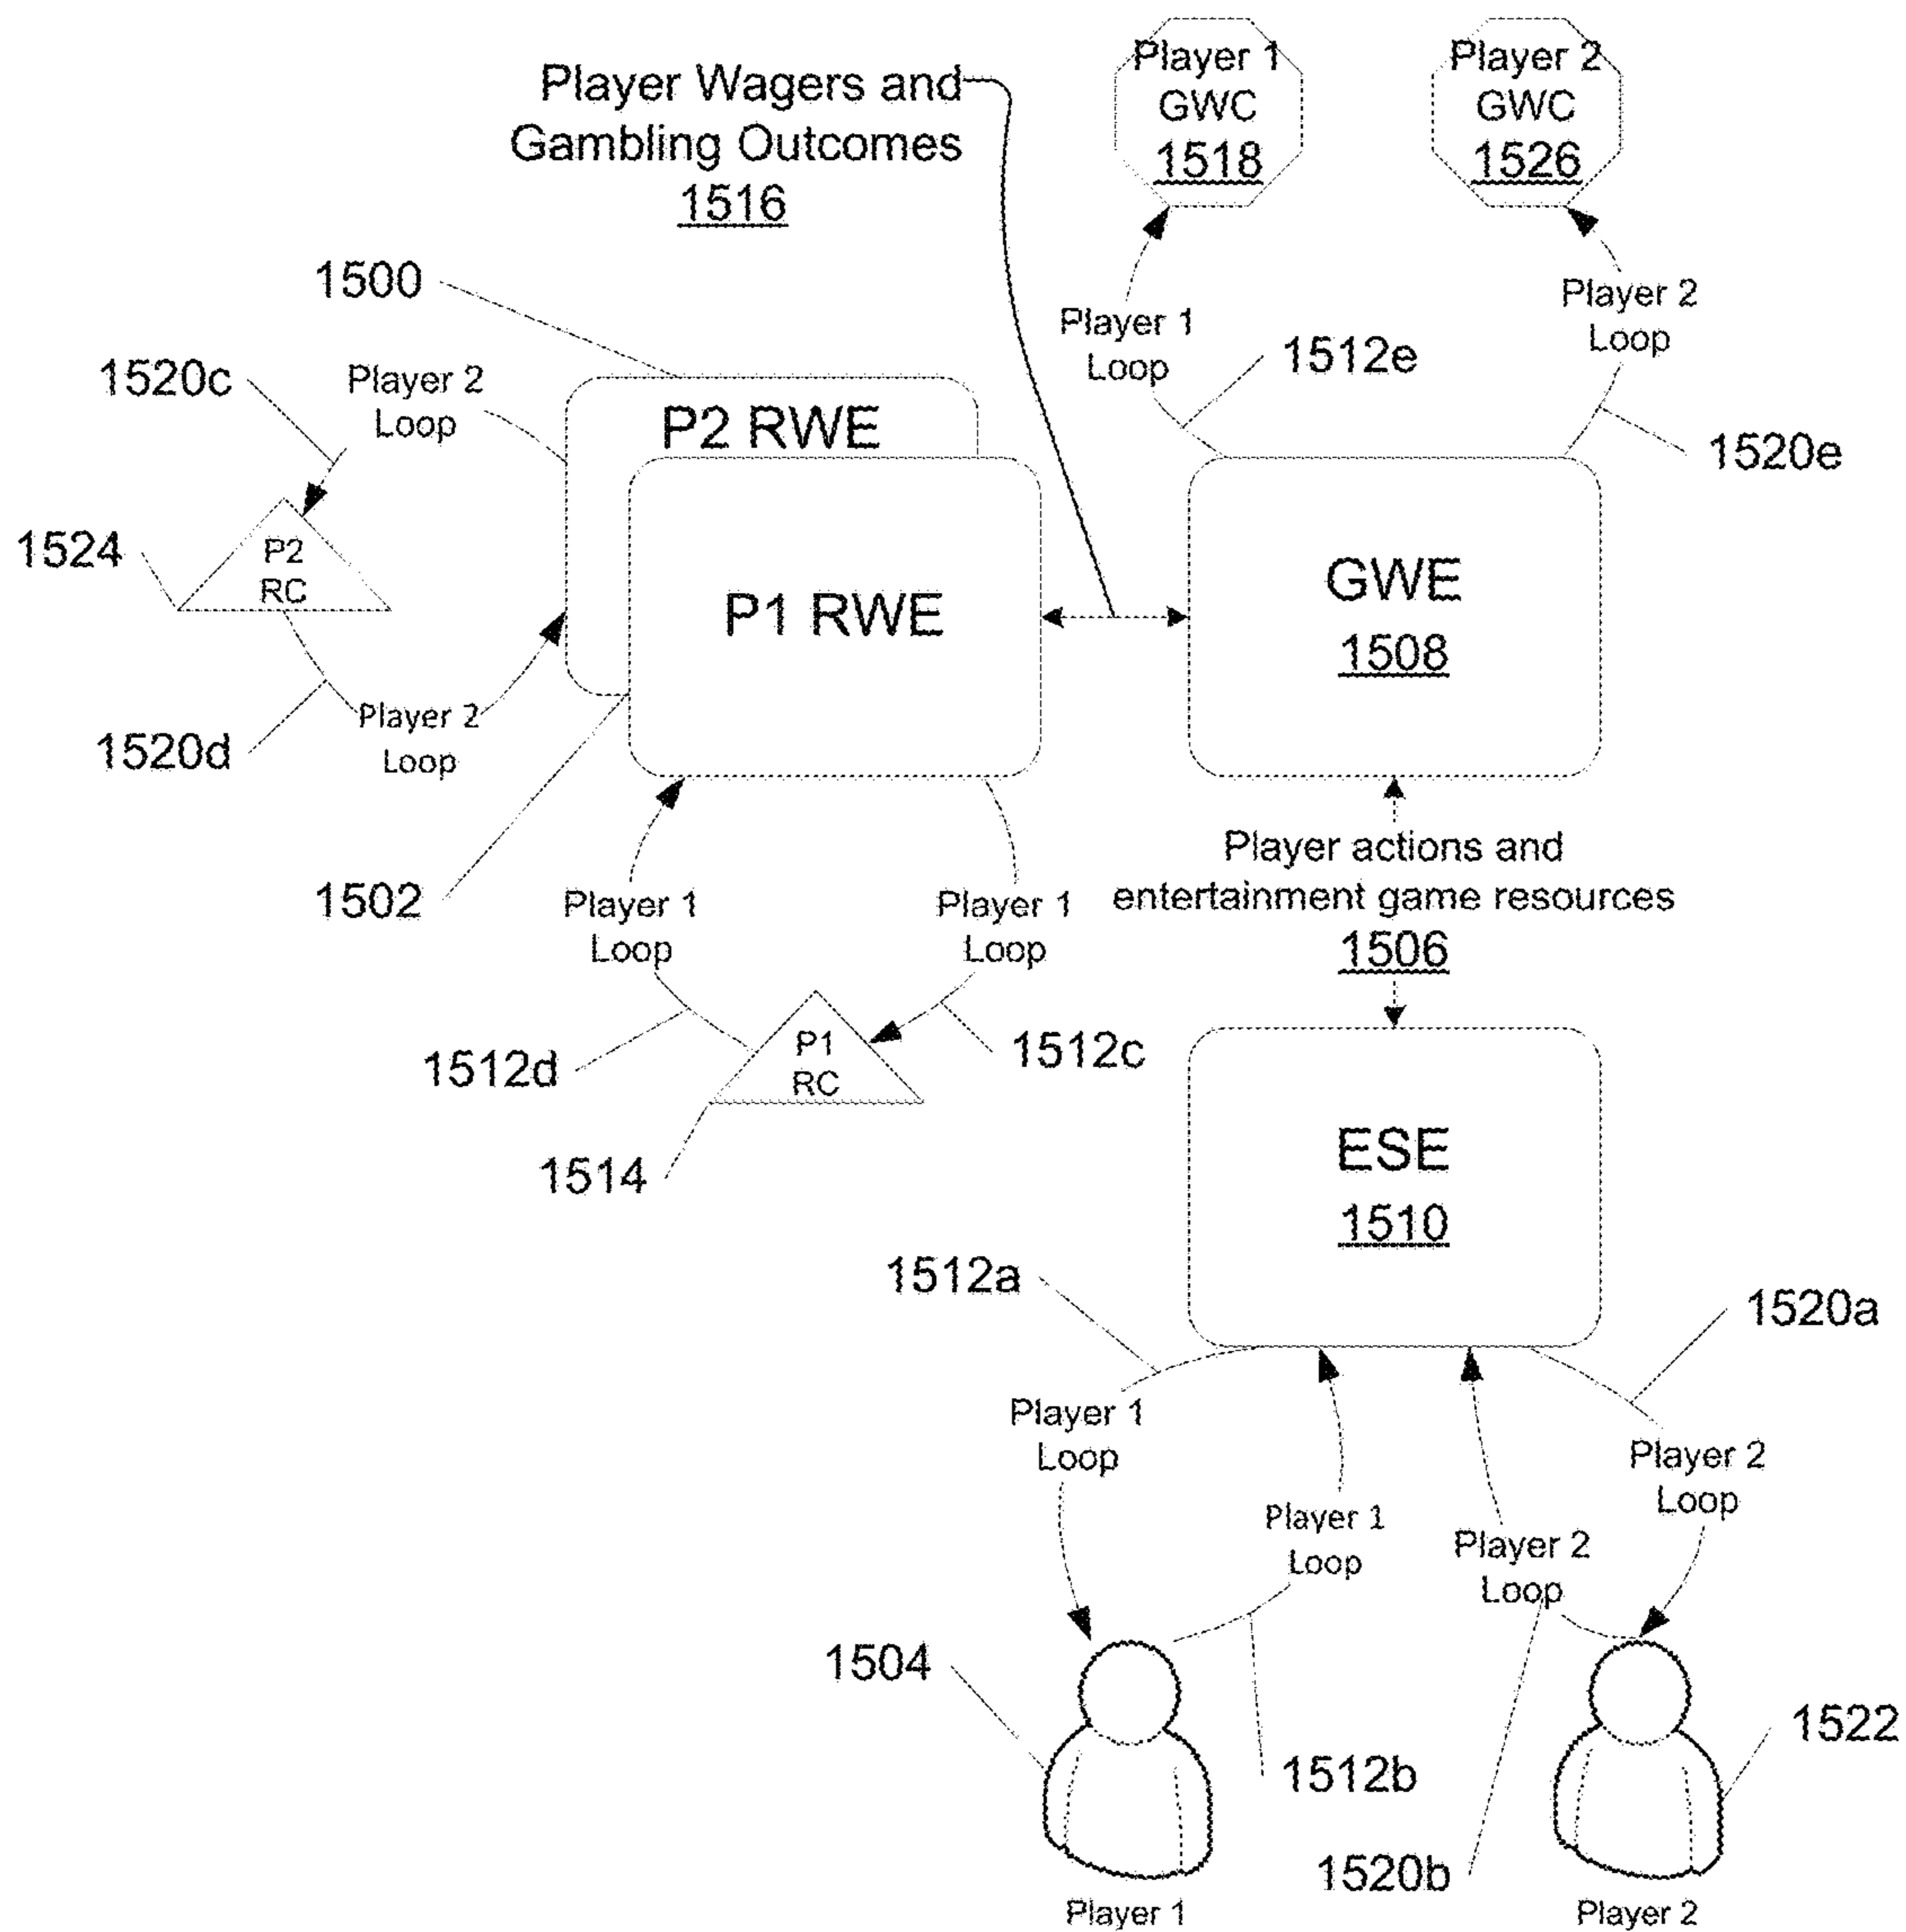 Player Wagers and
Gambling Outcomes
1516
Player 1
GWC
1518
Player 2
GWC
1526
1500
Player 1
Loop
1512e
Player 2
Loop
1520e
1520c
Player 2
Loop
P2 RWE
P1 RWE
1524
P2
RC
GWE
1508
1520d
Player 2
Loop
1502
Player 1
Loop
Player 1
Loop
Player actions and
entertainment game resources
1506
1512d
P1
RC
1512c
1514
ESE
1510
1512a
1520a
Player 1
Loop
Player 1
Loop
Player 2
Loop
Player 2
Loop
1504
1522
1512b
1520b
Player 1
Player 2